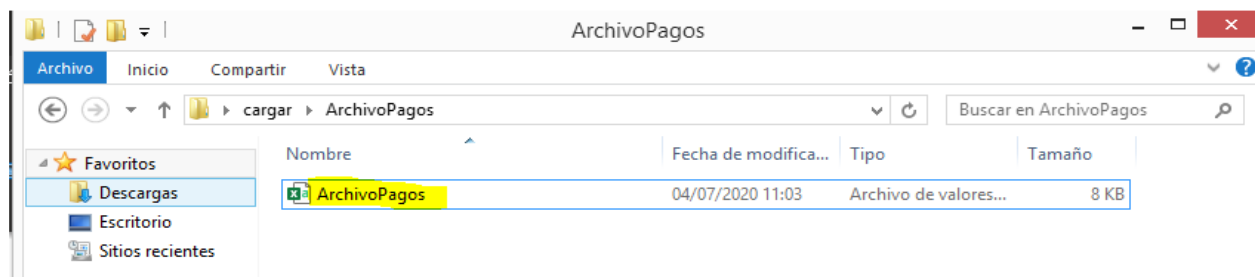 ArchivoPagos
Archivo Inicio Compartir Vista
cargar ArchivoPagos Buscar en ArchivoPagos
Favoritos Nombre Fecha de modifica... Tipo Tamaño
Descargas ArchivoPagos 04/07/2020 11:03 Archivo de valores... 8 KB
Escritorio
Sitios recientes